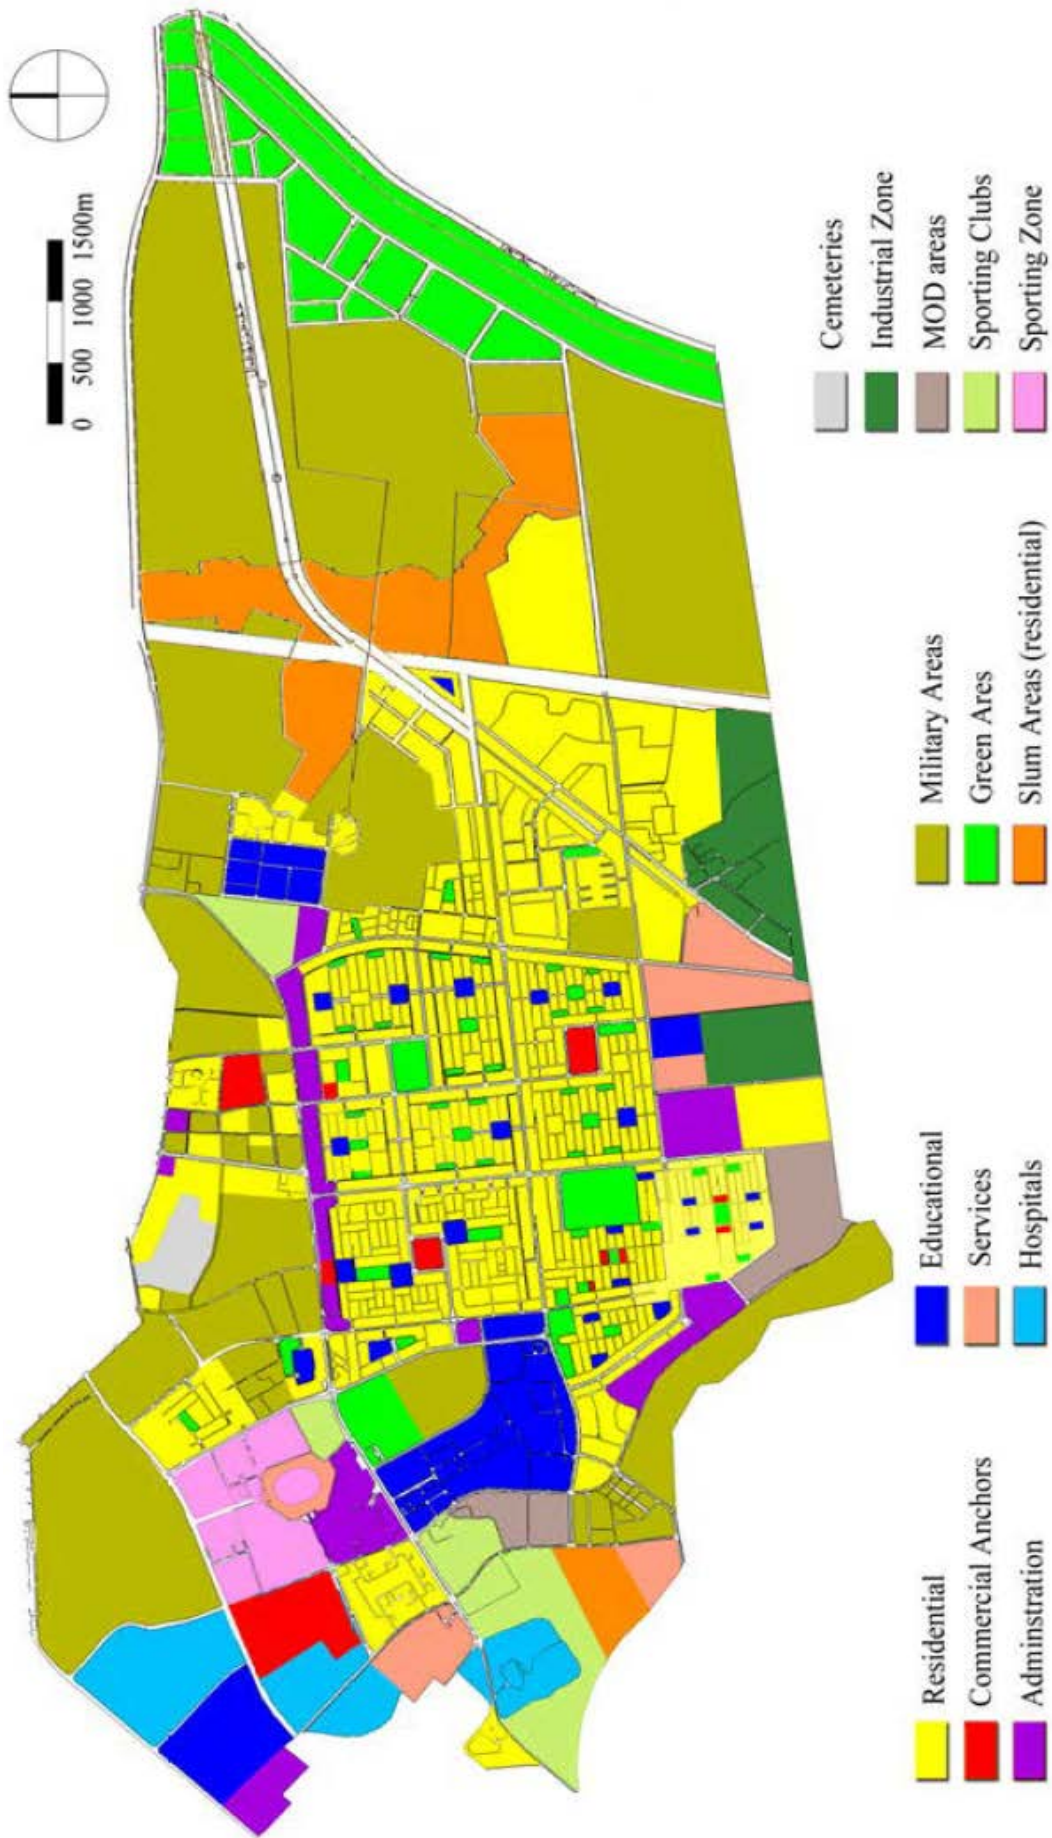 0 500 1000 1500m
Residential
Commercial Anchors
Adminstration
Educational
Services
Hospitals
Military Areas
Green Ares
Slum Areas (residential)
Cemeteries
Industrial Zone
MOD areas
Sporting Clubs
Sporting Zone